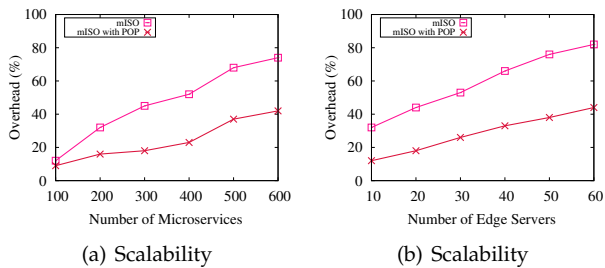 mISO
mISO with POP
100
80
60
40
20
0
Overhead (%)
100 200 300 400 500 600
Number of Microservices
(a) Scalability
mISO
mISO with POP
100
80
60
40
20
0
Overhead (%)
10 20 30 40 50 60
Number of Edge Servers
(b) Scalability